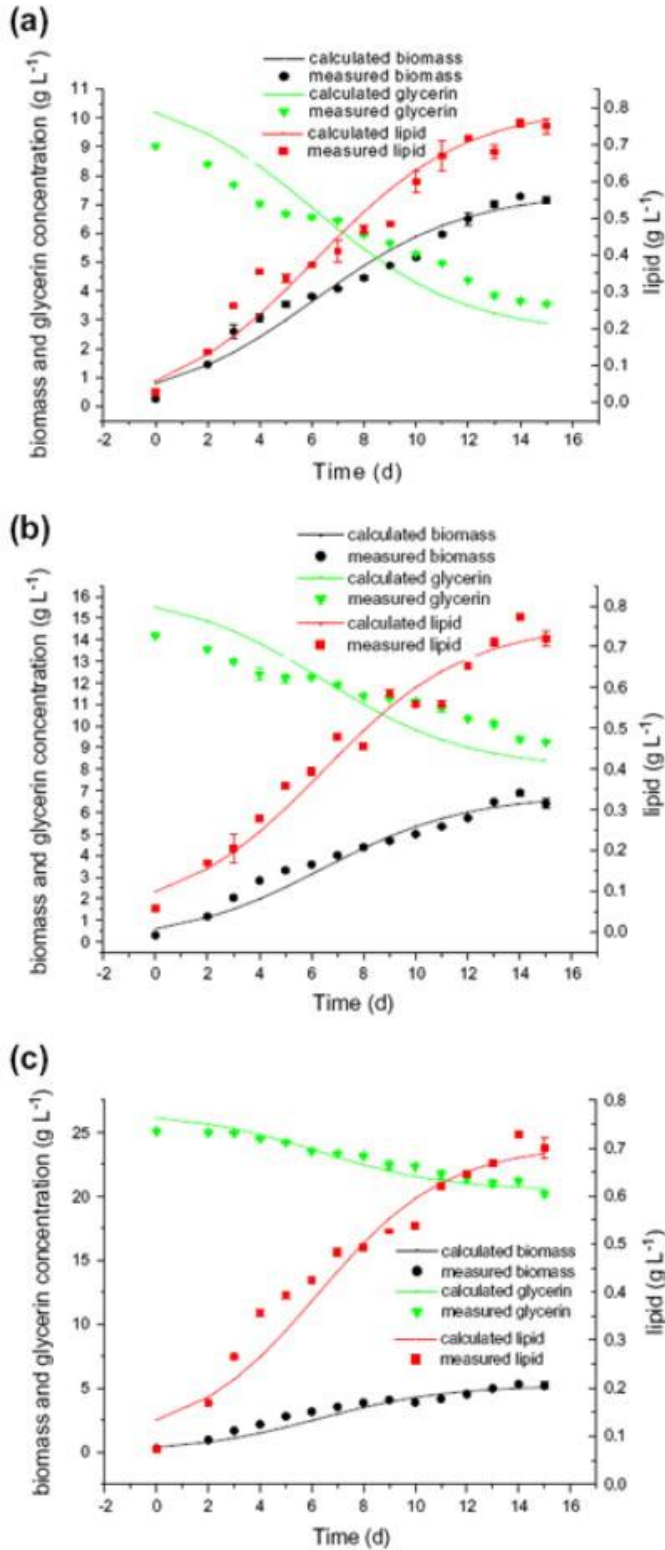 (a)
calculated biomass
measured biomass
calculated glycerin
measured glycerin
calculated lipid
measured lipid
biomass and glycerin concentration (g L-1)
11
10
9
8
7
6
5
4
3
2
1
0
0.8
0.7
0.6
0.5
0.4
0.3
0.2
0.1
0.0
lipid (g L-1)
-2 0 2 4 6 8 10 12 14 16
Time (d)
(b)
calculated biomass
measured biomass
calculated glycerin
measured glycerin
calculated lipid
measured lipid
biomass and glycerin concentration (g L-1)
16
15
14
13
12
11
10
9
8
7
6
5
4
3
2
1
0
0.8
0.7
0.6
0.5
0.4
0.3
0.2
0.1
0.0
lipid (g L-1)
-2 0 2 4 6 8 10 12 14 16
Time (d)
(c)
biomass and glycerin concentration (g L-1)
25
20
15
10
5
0
0.8
0.7
0.6
0.5
0.4
0.3
0.2
0.1
0.0
lipid (g L-1)
calculated biomass
measured biomass
calculated glycerin
measured glycerin
calculated lipid
measured lipid
-2 0 2 4 6 8 10 12 14 16
Time (d)